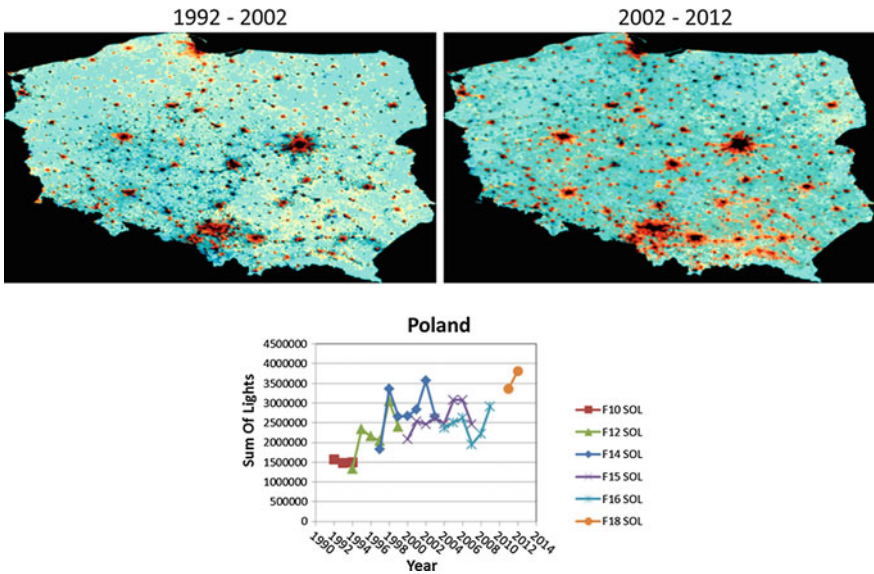 1992 - 2002
2002 - 2012
Poland
4500000
4000000
3500000
3000000
2500000
2000000
1500000
1000000
500000
0
Sum Of Lights
1990
1992
1994
1996
1998
2000
2002
2004
2006
2008
2010
2012
2014
Year
F10 SOL
F12 SOL
F14 SOL
F15 SOL
F16 SOL
F18 SOL